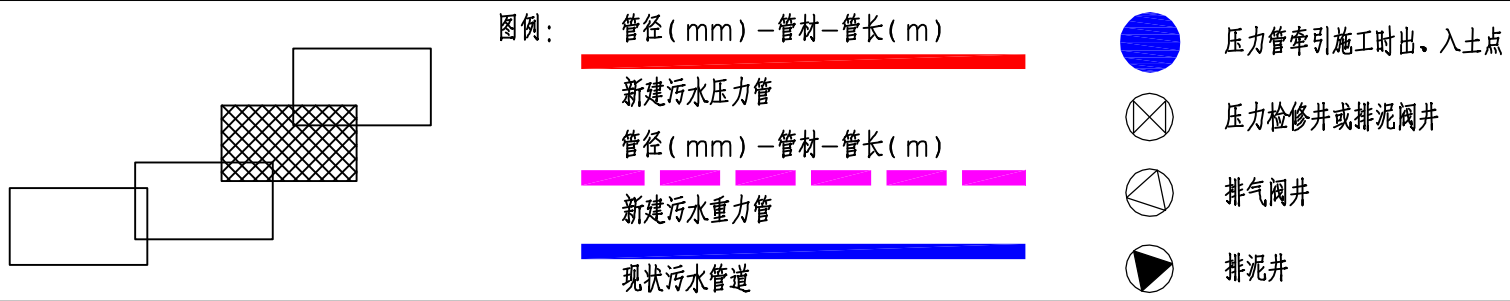 图例:
管径(mm)-管材-管长(m)
新建污水压力管
管径(mm)-管材-管长(m)
新建污水重力管
现状污水管道
压力管牵引施工时出、入土点
压力检修井或排泥阀井
排气阀井
排泥井